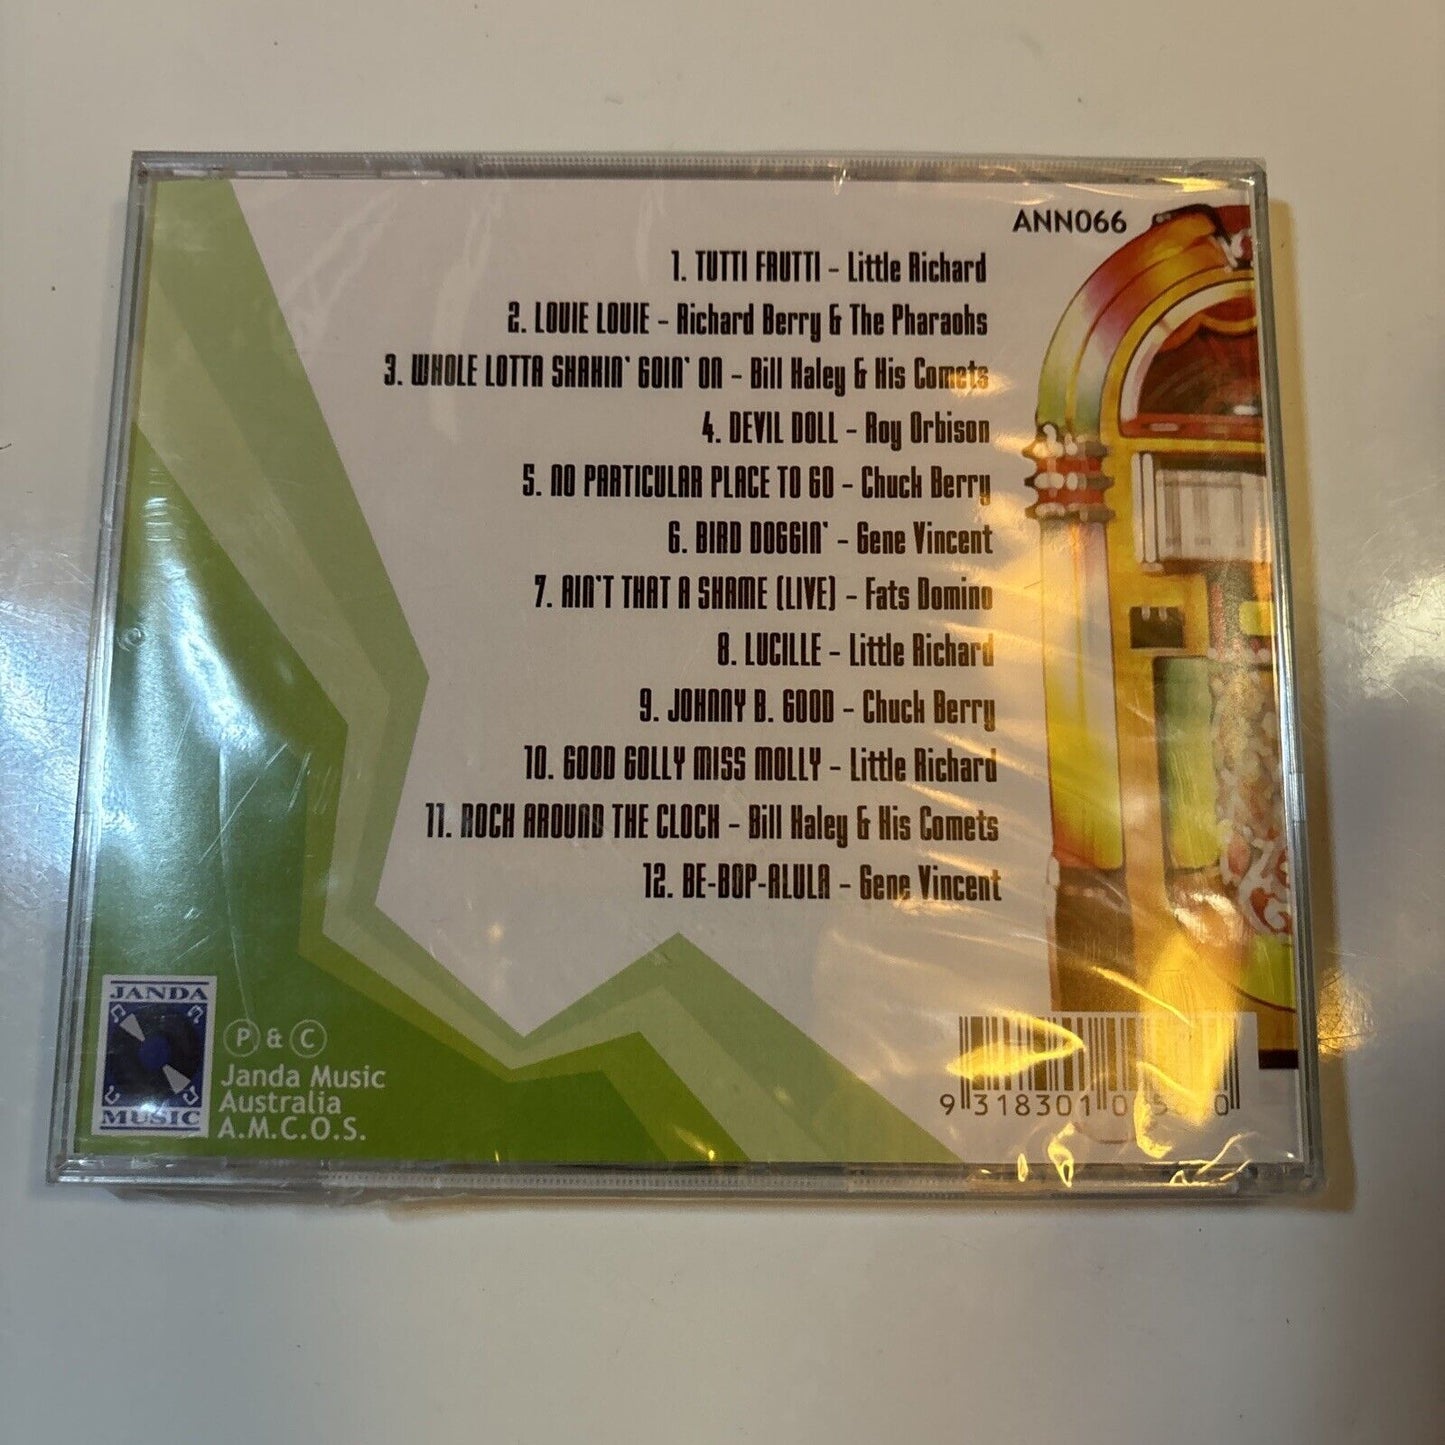 ANN066
1. TUTTI FRUTTI - Little Richard
2. LOUIE LOUIE - Richard Berry & The Pharaohs
3. WHOLE LOTTA SHAKIN' GOIN' ON - Bill Haley & His Comets
4. DEVIL DOLL - Roy Orbison
5. NO PARTICULAR PLACE TO GO - Chuck Berry
6. BIRD DOGGIN' - Gene Vincent
7. AIN'T THAT A SHAME (LIVE) - Fats Domino
8. LUCILLE - Little Richard
9. JOHNNY B. GOOD - Chuck Berry
10. GOOD GOLLY MISS MOLLY - Little Richard
11. ROCK AROUND THE CLOCK - Bill Haley & His Comets
12. BE-BOP-ALULA - Gene Vincent
JANDA
MUSIC
P & C
Janda Music
Australia
A.M.C.O.S.
9 318301